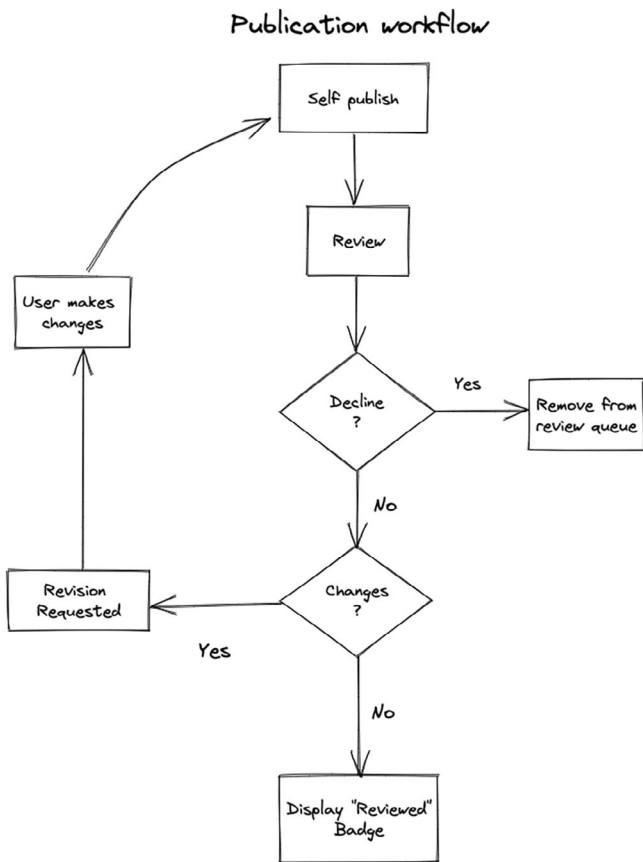 Publication workflow
Self publish
Review
User makes
changes
Decline
?
Yes
Remove from
review queue
No
Changes
?
Revision
Requested
Yes
No
Display "Reviewed"
Badge